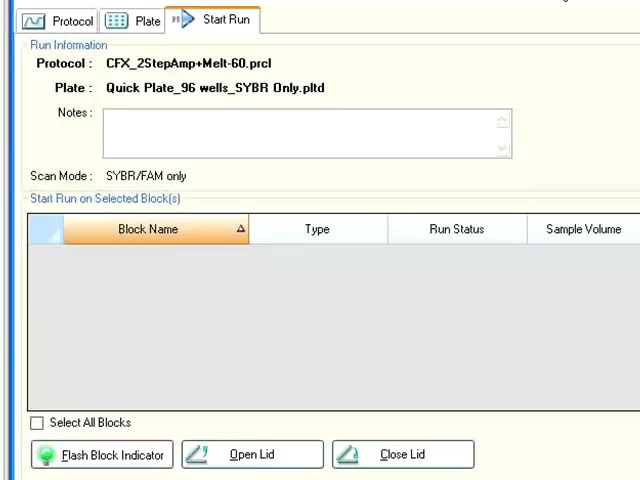 Protocol Plate Start Run
Run Information
Protocol : CFX_2StepAmp+Melt-60.prcl
Plate : Quick Plate_96 wells_SYBR Only.pltd
Notes :
Scan Mode : SYBR/FAM only
Start Run on Selected Block(s)
Block Name Type Run Status Sample Volume
Select All Blocks
Flash Block Indicator Open Lid Close Lid